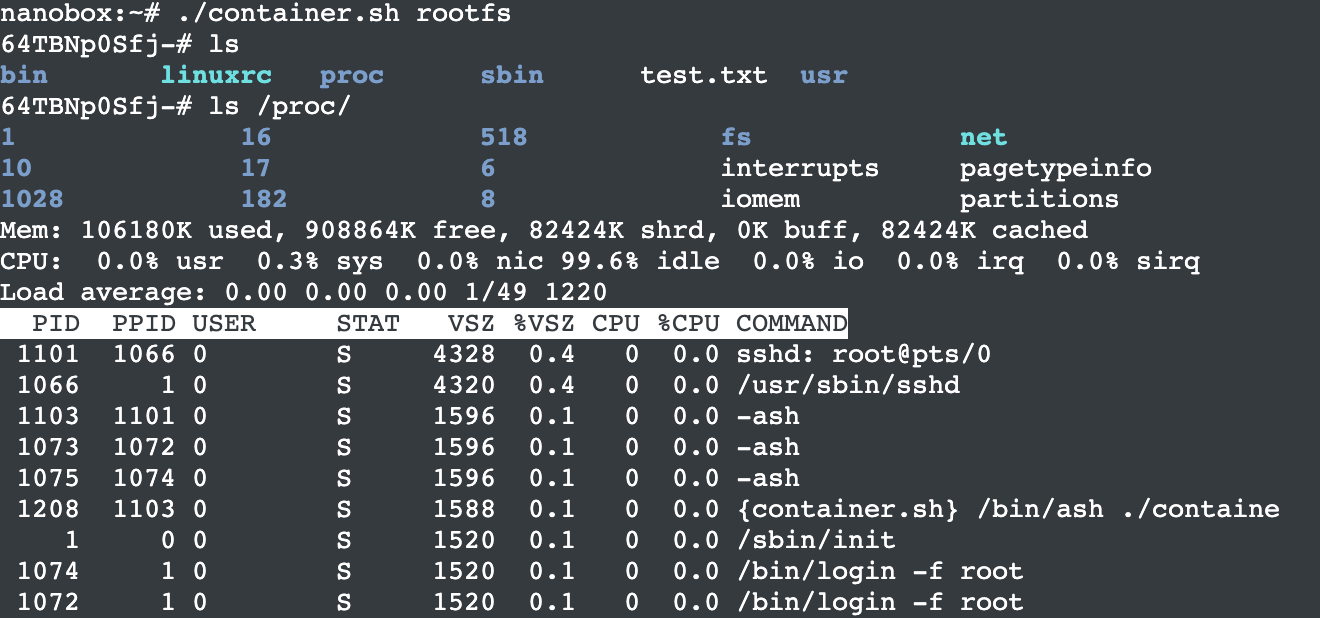 nanobox:~# ./container.sh rootfs
64TBNp0Sfj-# ls
bin       linuxrc   proc      sbin      test.txt  usr
64TBNp0Sfj-# ls /proc/
1              16             518            fs             net
10             17             6              interrupts     pagetypeinfo
1028           182            8              iomem          partitions
Mem: 106180K used, 908864K free, 82424K shrd, 0K buff, 82424K cached
CPU:  0.0% usr  0.3% sys  0.0% nic 99.6% idle  0.0% io  0.0% irq  0.0% sirq
Load average: 0.00 0.00 0.00 1/49 1220
  PID  PPID USER     STAT   VSZ %VSZ CPU %CPU COMMAND
 1101  1066 0        S     4328  0.4   0  0.0 sshd: root@pts/0
 1066     1 0        S     4320  0.4   0  0.0 /usr/sbin/sshd
 1103  1101 0        S     1596  0.1   0  0.0 -ash
 1073  1072 0        S     1596  0.1   0  0.0 -ash
 1075  1074 0        S     1596  0.1   0  0.0 -ash
 1208  1103 0        S     1588  0.1   0  0.0 {container.sh} /bin/ash ./containe
    1     0 0        S     1520  0.1   0  0.0 /sbin/init
 1074     1 0        S     1520  0.1   0  0.0 /bin/login -f root
 1072     1 0        S     1520  0.1   0  0.0 /bin/login -f root